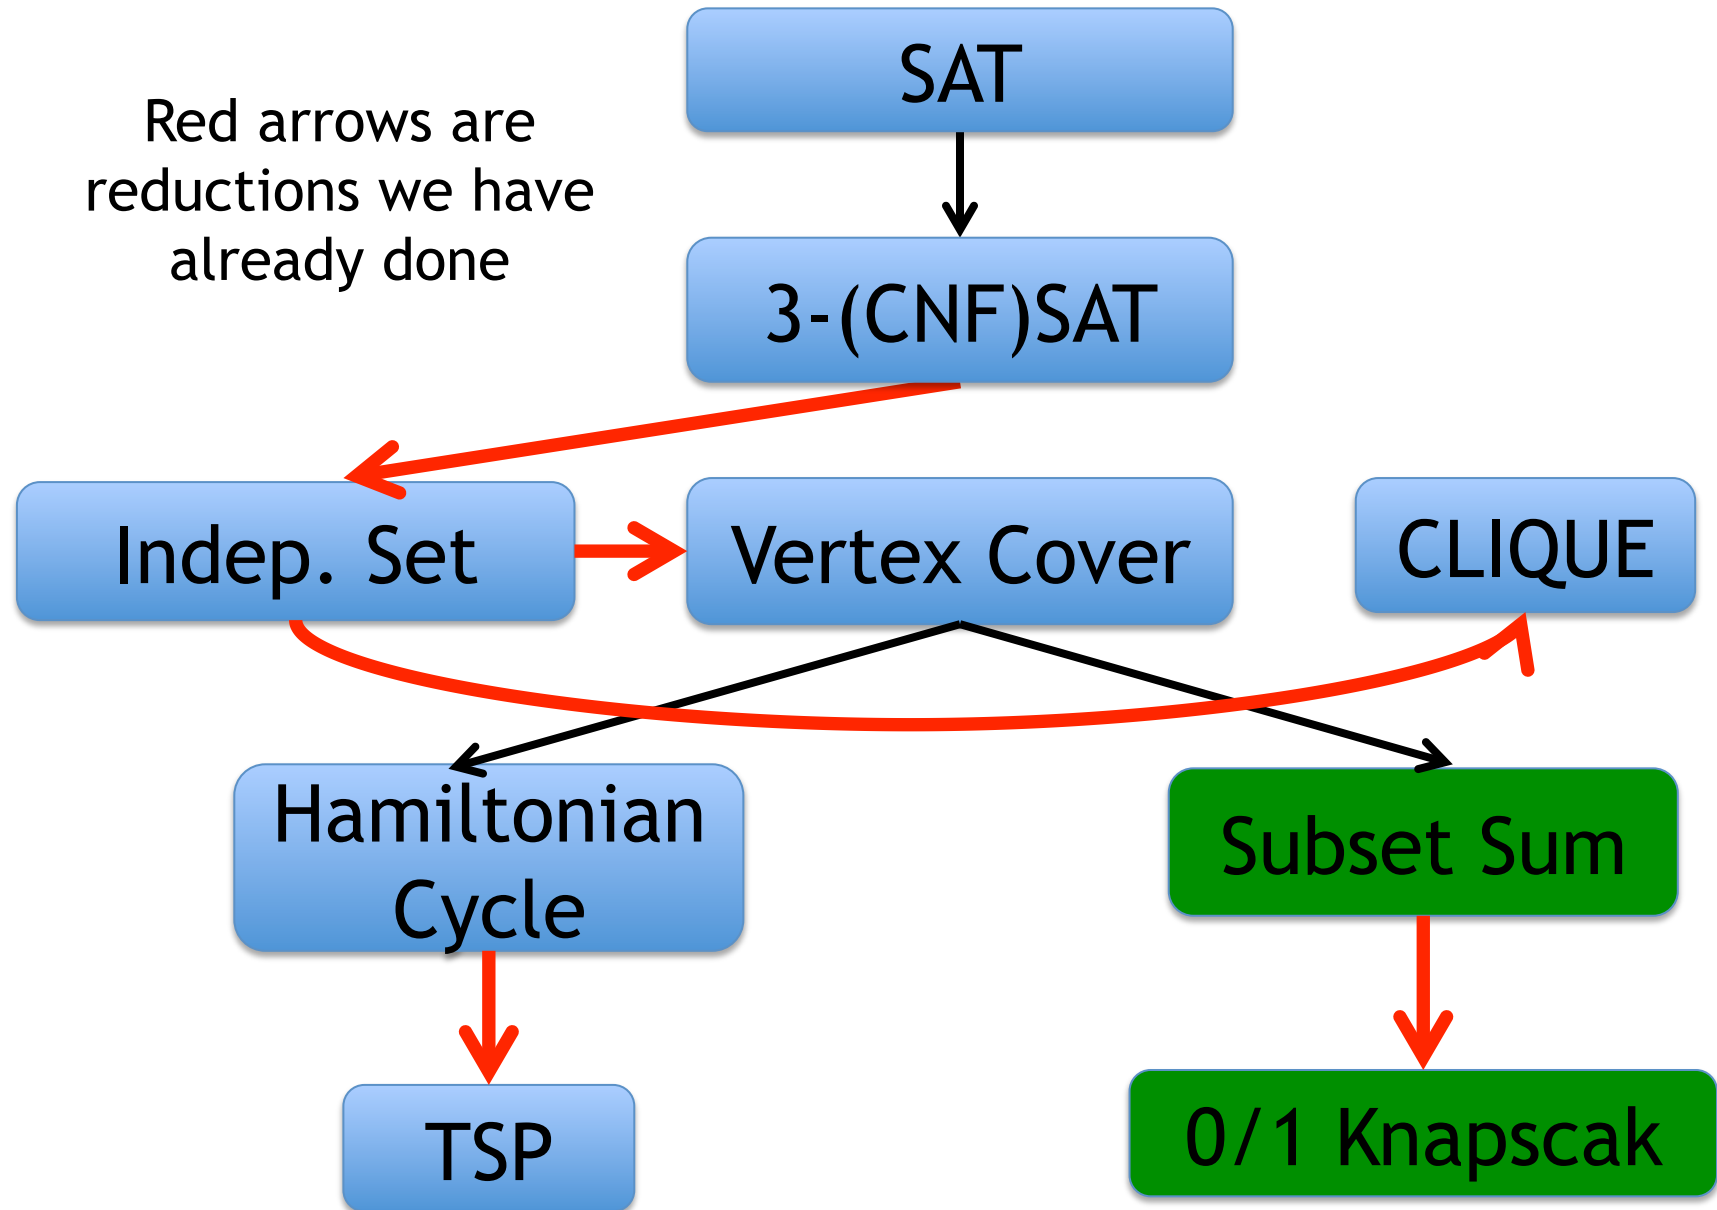 SAT
Red arrows are
reductions we have
already done
3-(CNF)SAT
Indep. Set
Vertex Cover
CLIQUE
Hamiltonian
Cycle
Subset Sum
TSP
0/1 Knapscak